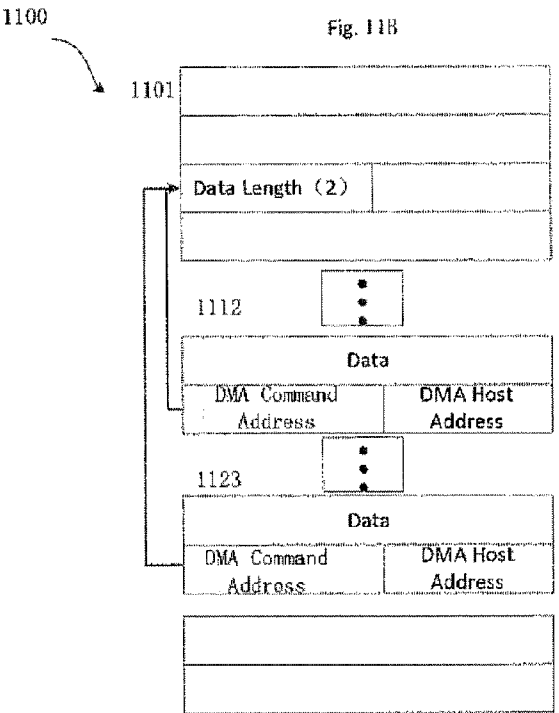 1100
Fig. 11B
1101
Data Length (2)
1112
Data
DMA Command
Address
DMA Host
Address
1123
Data
DMA Command
Address
DMA Host
Address